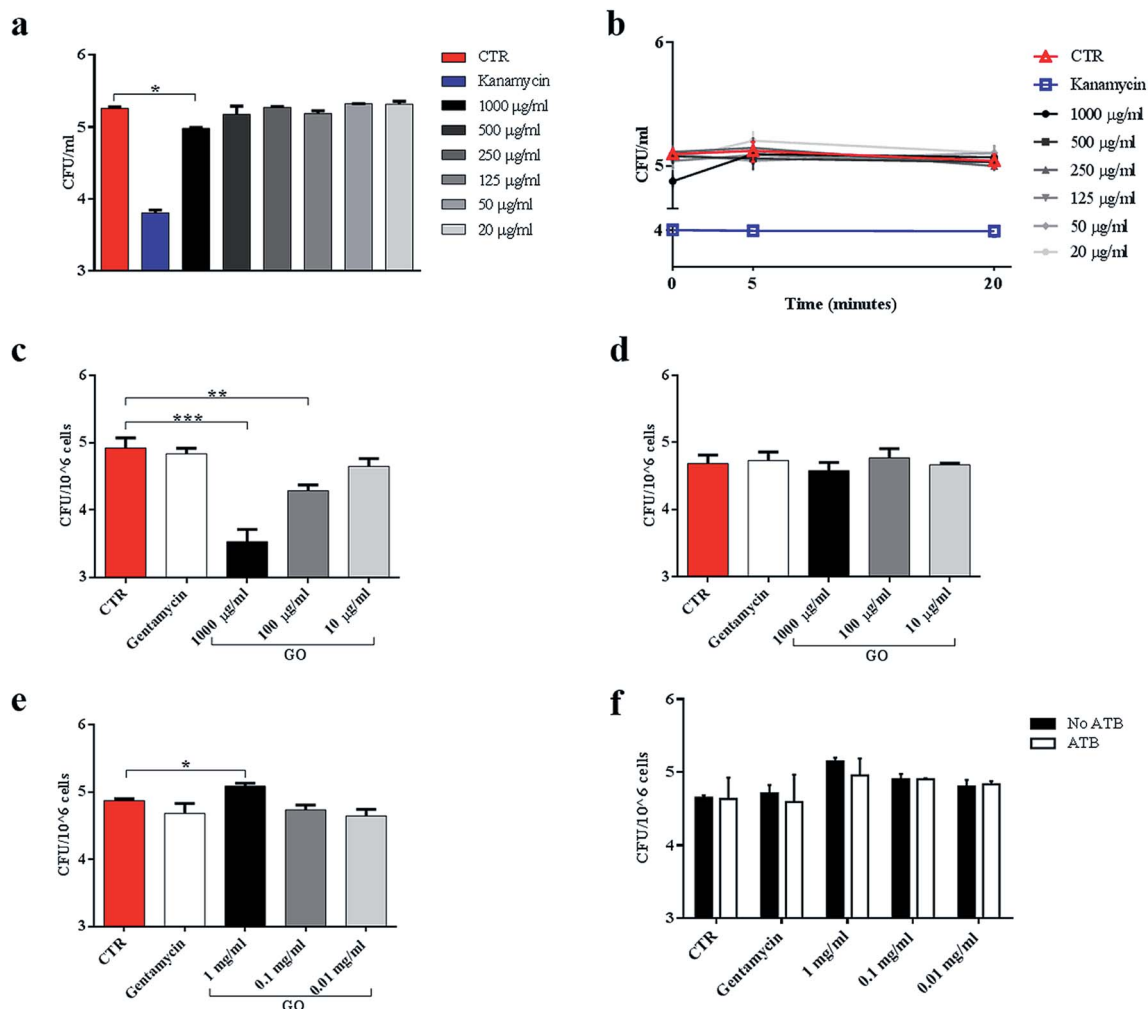 a
6
5
4
3
CFU/ml
*
CTR
Kanamycin
1000 µg/ml
500 µg/ml
250 µg/ml
125 µg/ml
50 µg/ml
20 µg/ml
b
6
5
4
CFU/ml
0
5
20
Time (minutes)
CTR
Kanamycin
1000 µg/ml
500 µg/ml
250 µg/ml
125 µg/ml
50 µg/ml
20 µg/ml
c
6
5
4
3
CFU/10^6 cells
**
***
CTR
Gentamycin
1000 µg/ml
100 µg/ml
10 µg/ml
GO
d
6
5
4
3
CFU/10^6 cells
CTR
Gentamycin
1000 µg/ml
100 µg/ml
10 µg/ml
GO
e
6
5
4
3
CFU/10^6 cells
*
CTR
Gentamycin
1 mg/ml
0.1 mg/ml
0.01 mg/ml
GO
f
6
5
4
3
CFU/10^6 cells
No ATB
ATB
CTR
Gentamycin
1 mg/ml
0.1 mg/ml
0.01 mg/ml